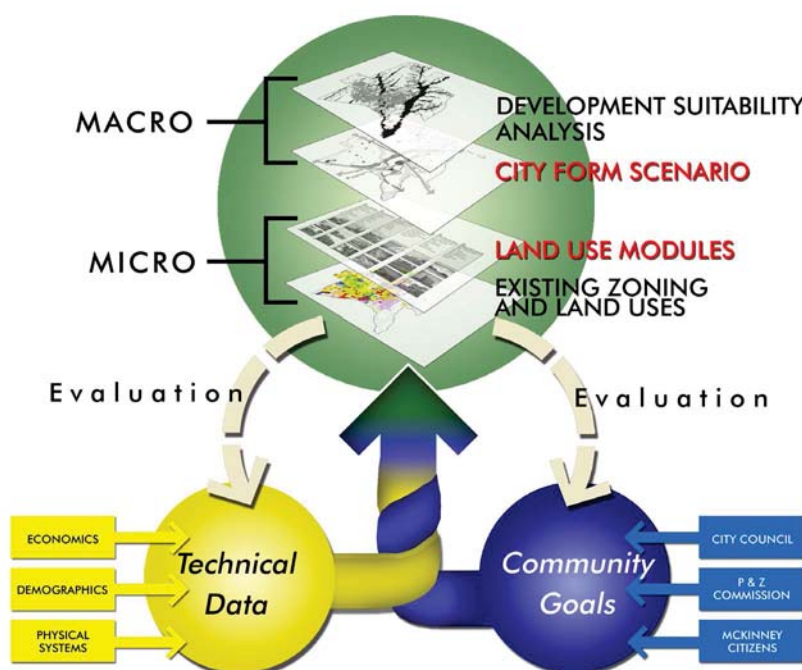 MACRO
DEVELOPMENT SUITABILITY
ANALYSIS
CITY FORM SCENARIO
MICRO
LAND USE MODULES
EXISTING ZONING
AND LAND USES
Evaluation
Evaluation
ECONOMICS
DEMOGRAPHICS
PHYSICAL
SYSTEMS
Technical
Data
Community
Goals
CITY COUNCIL
P & Z
COMMISSION
MCKINNEY
CITIZENS